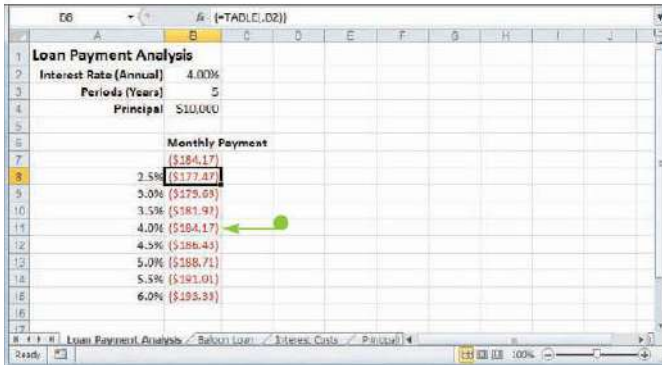 B8 fx {=TABLE(,B2)}
A B C D E F G H I J
1 Loan Payment Analysis
2 Interest Rate (Annual) 4.00%
3 Periods (Years) 5
4 Principal $10,000
5
6 Monthly Payment
7 ($184.17)
8 2.5% ($177.47)
9 3.0% ($179.69)
10 3.5% ($181.92)
11 4.0% ($184.17)
12 4.5% ($186.43)
13 5.0% ($188.71)
14 5.5% ($191.01)
15 6.0% ($193.33)
16
17
Loan Payment Analysis Baloon Loan Interest Costs Principal
Ready 100%